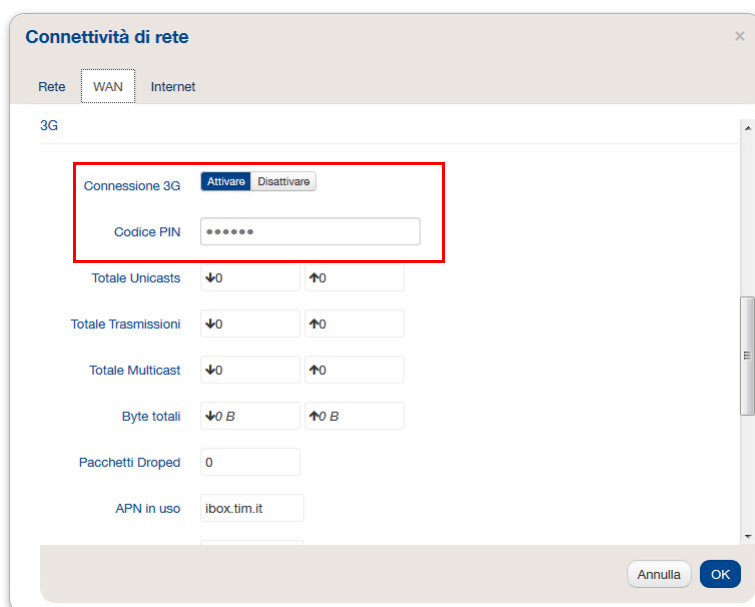 Connettività di rete ×
Rete WAN Internet
3G
Connessione 3G Attivare Disattivare
Codice PIN ●●●●●●
Totale Unicasts ↓0 ↑0
Totale Trasmissioni ↓0 ↑0
Totale Multicast ↓0 ↑0
Byte totali ↓0 B ↑0 B
Pacchetti Droped 0
APN in uso ibox.tim.it
Annulla OK